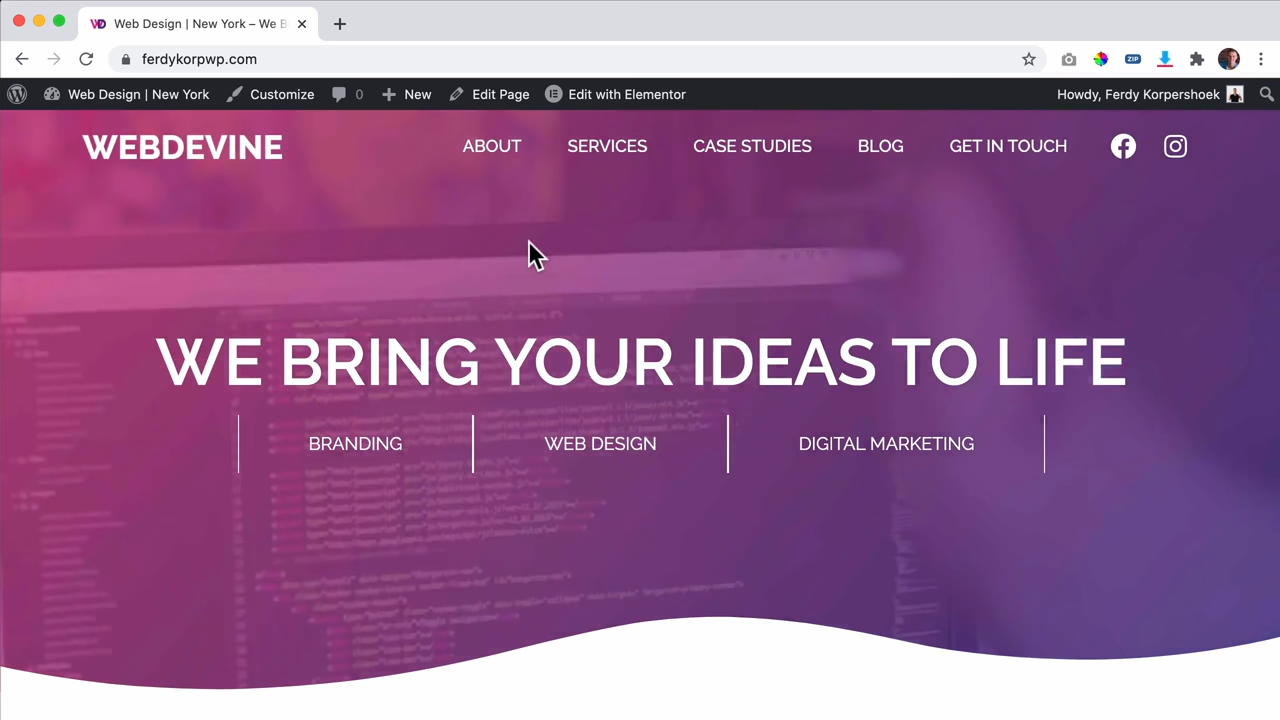 Web Design | New York – We B
ferdykorpwp.com
ZIP
Web Design | New York Customize 0 New Edit Page Edit with Elementor Howdy, Ferdy Korpershoek
WEBDEVINE ABOUT SERVICES CASE STUDIES BLOG GET IN TOUCH
WE BRING YOUR IDEAS TO LIFE
BRANDING WEB DESIGN DIGITAL MARKETING